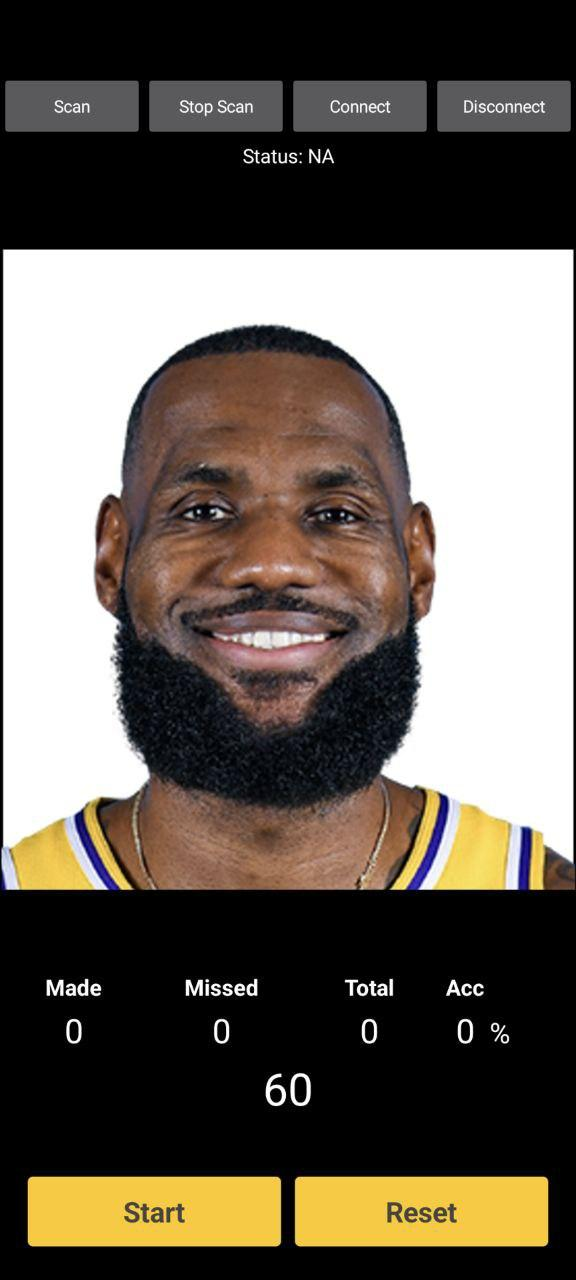 Scan Stop Scan Connect Disconnect
Status: NA
Made Missed Total Acc
0 0 0 0 %
60
Start Reset